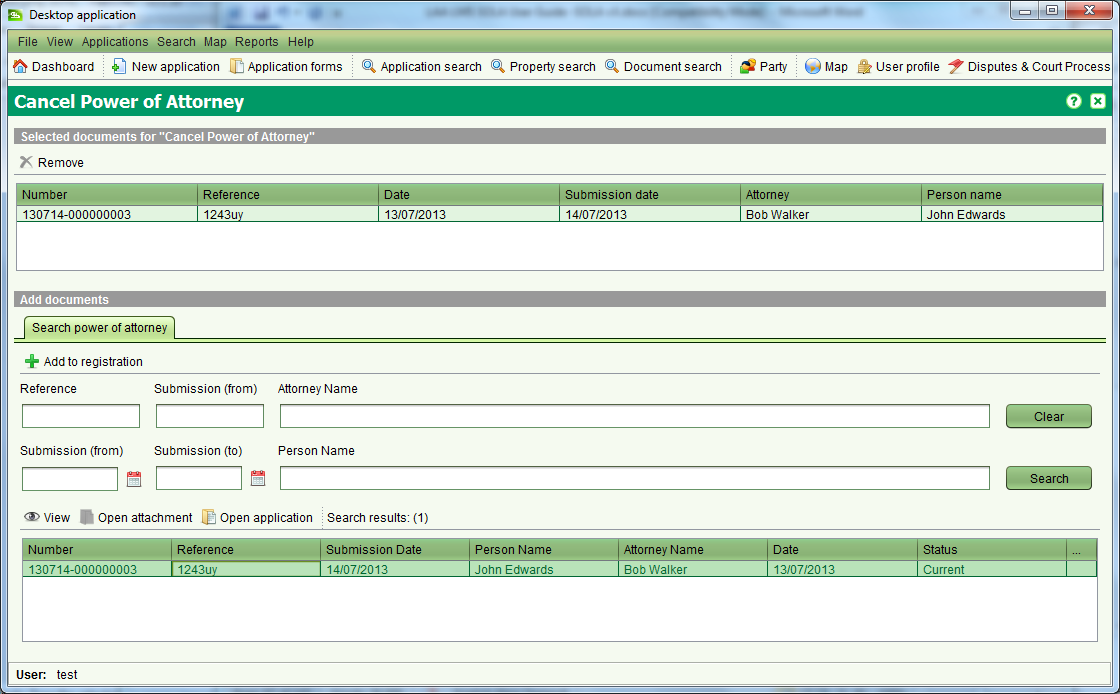 Desktop application
File View Applications Search Map Reports Help
Dashboard New application Application forms Application search Property search Document search Party Map User profile Disputes & Court Process
Cancel Power of Attorney
Selected documents for "Cancel Power of Attorney"
Remove
Number Reference Date Submission date Attorney Person name
130714-000000003 1243uy 13/07/2013 14/07/2013 Bob Walker John Edwards
Add documents
Search power of attorney
Add to registration
Reference Submission (from) Attorney Name
Clear
Submission (from) Submission (to) Person Name
Search
View Open attachment Open application Search results: (1)
Number Reference Submission Date Person Name Attorney Name Date Status ...
130714-000000003 1243uy 14/07/2013 John Edwards Bob Walker 13/07/2013 Current
User: test